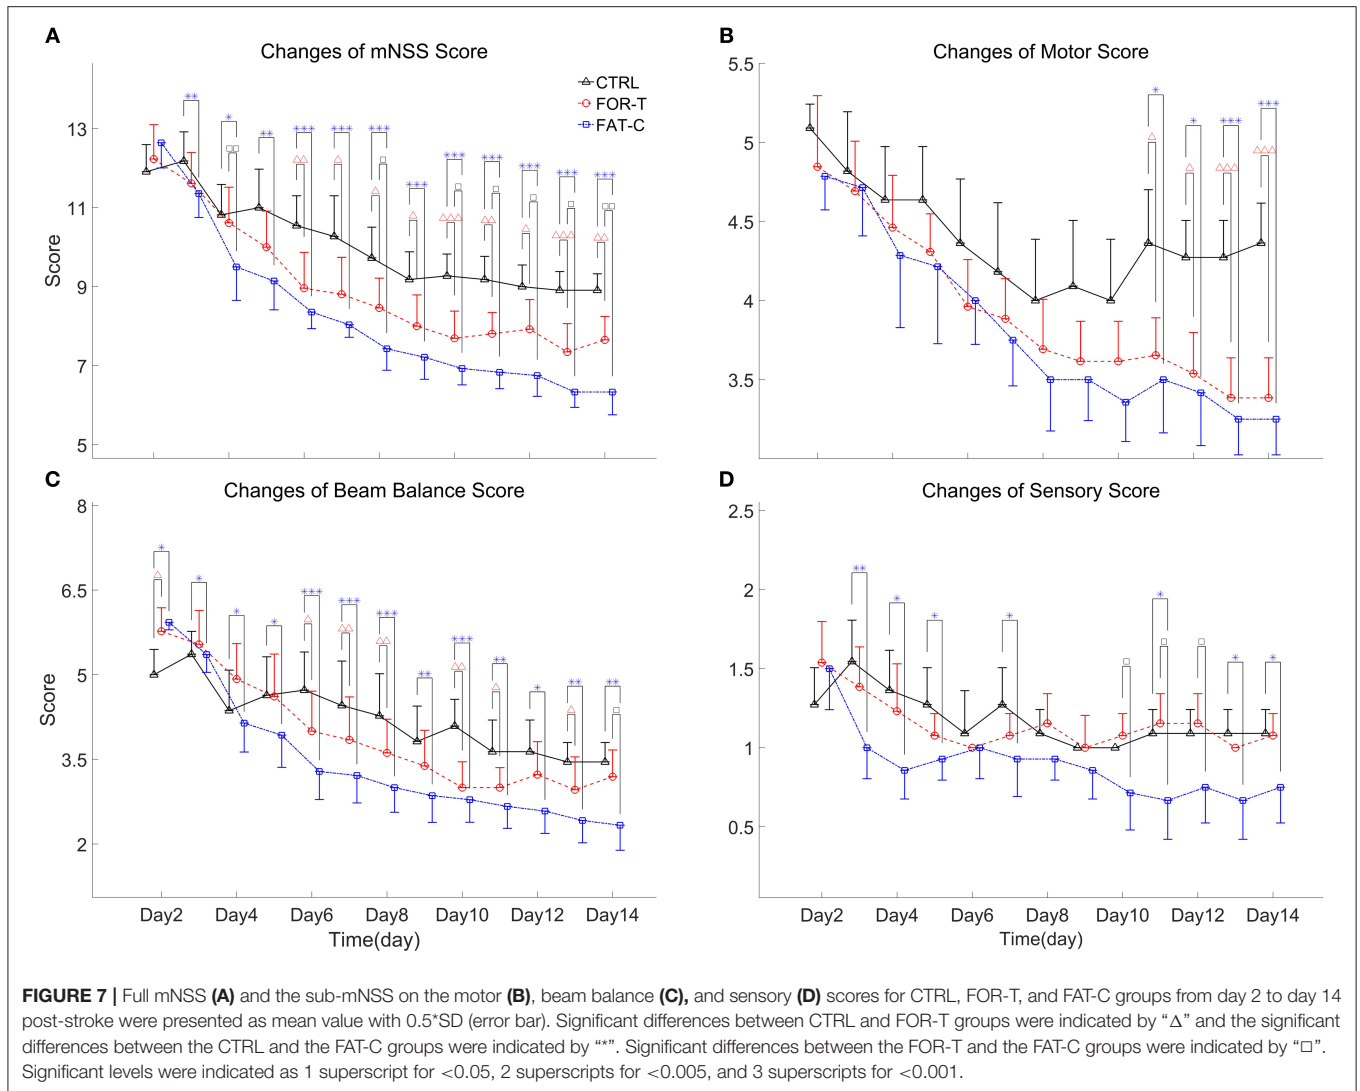 A
Changes of mNSS Score
CTRL
FOR-T
FAT-C
13
11
9
7
5
Score
B
Changes of Motor Score
5.5
5
4.5
4
3.5
C
Changes of Beam Balance Score
8
6.5
5
3.5
2
Score
Day2 Day4 Day6 Day8 Day10 Day12 Day14
Time(day)
D
Changes of Sensory Score
2.5
2
1.5
1
0.5
Day2 Day4 Day6 Day8 Day10 Day12 Day14
Time(day)
FIGURE 7 | Full mNSS (A) and the sub-mNSS on the motor (B), beam balance (C), and sensory (D) scores for CTRL, FOR-T, and FAT-C groups from day 2 to day 14
post-stroke were presented as mean value with 0.5*SD (error bar). Significant differences between CTRL and FOR-T groups were indicated by “Δ” and the significant
differences between the CTRL and the FAT-C groups were indicated by “*”. Significant differences between the FOR-T and the FAT-C groups were indicated by “□”.
Significant levels were indicated as 1 superscript for <0.05, 2 superscripts for <0.005, and 3 superscripts for <0.001.